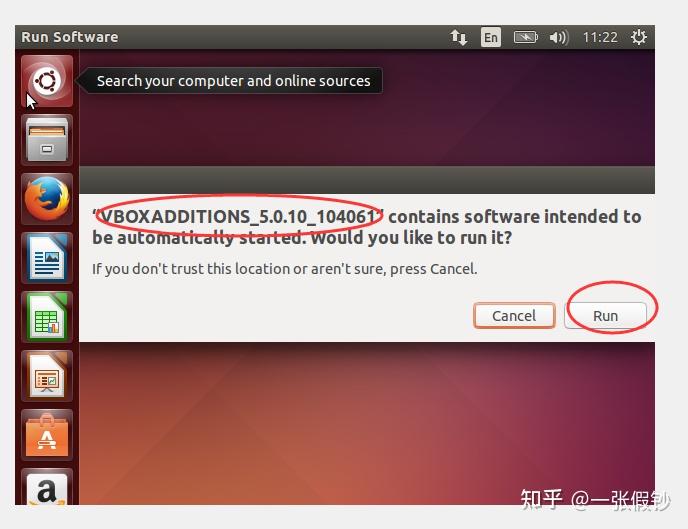 Run Software
En
11:22
Search your computer and online sources
“VBOXADDITIONS_5.0.10_104061” contains software intended to
be automatically started. Would you like to run it?
If you don't trust this location or aren't sure, press Cancel.
Cancel
Run
A
a
知乎 @一张假钞